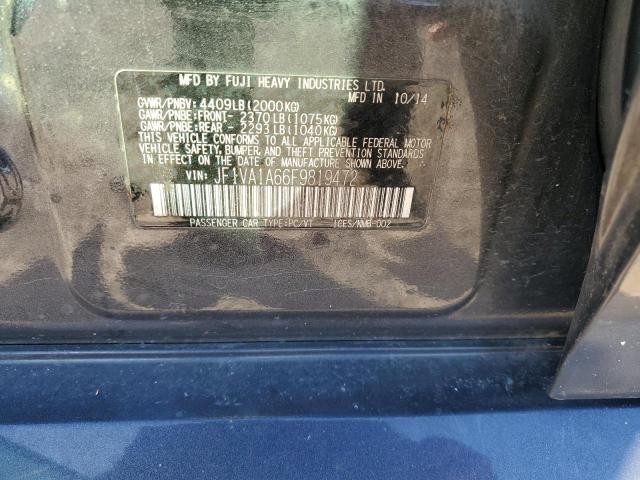 MFD BY FUJI HEAVY INDUSTRIES LTD.
GVWR/PNBV: 4409LB(2000KG) MFD IN 10/14
GAWR/PNBE:FRONT- 2370LB(1075KG)
GAWR/PNBE:REAR - 2293LB(1040KG)
THIS VEHICLE CONFORMS TO ALL APPLICABLE FEDERAL MOTOR
VEHICLE SAFETY, BUMPER, AND THEFT PREVENTION STANDARDS
IN EFFECT ON THE DATE OF MANUFACTURE SHOWN ABOVE.
VIN: JF1VA1A66F9819472
PASSENGER CAR TYPE:PC/VT ICES/NMB-002